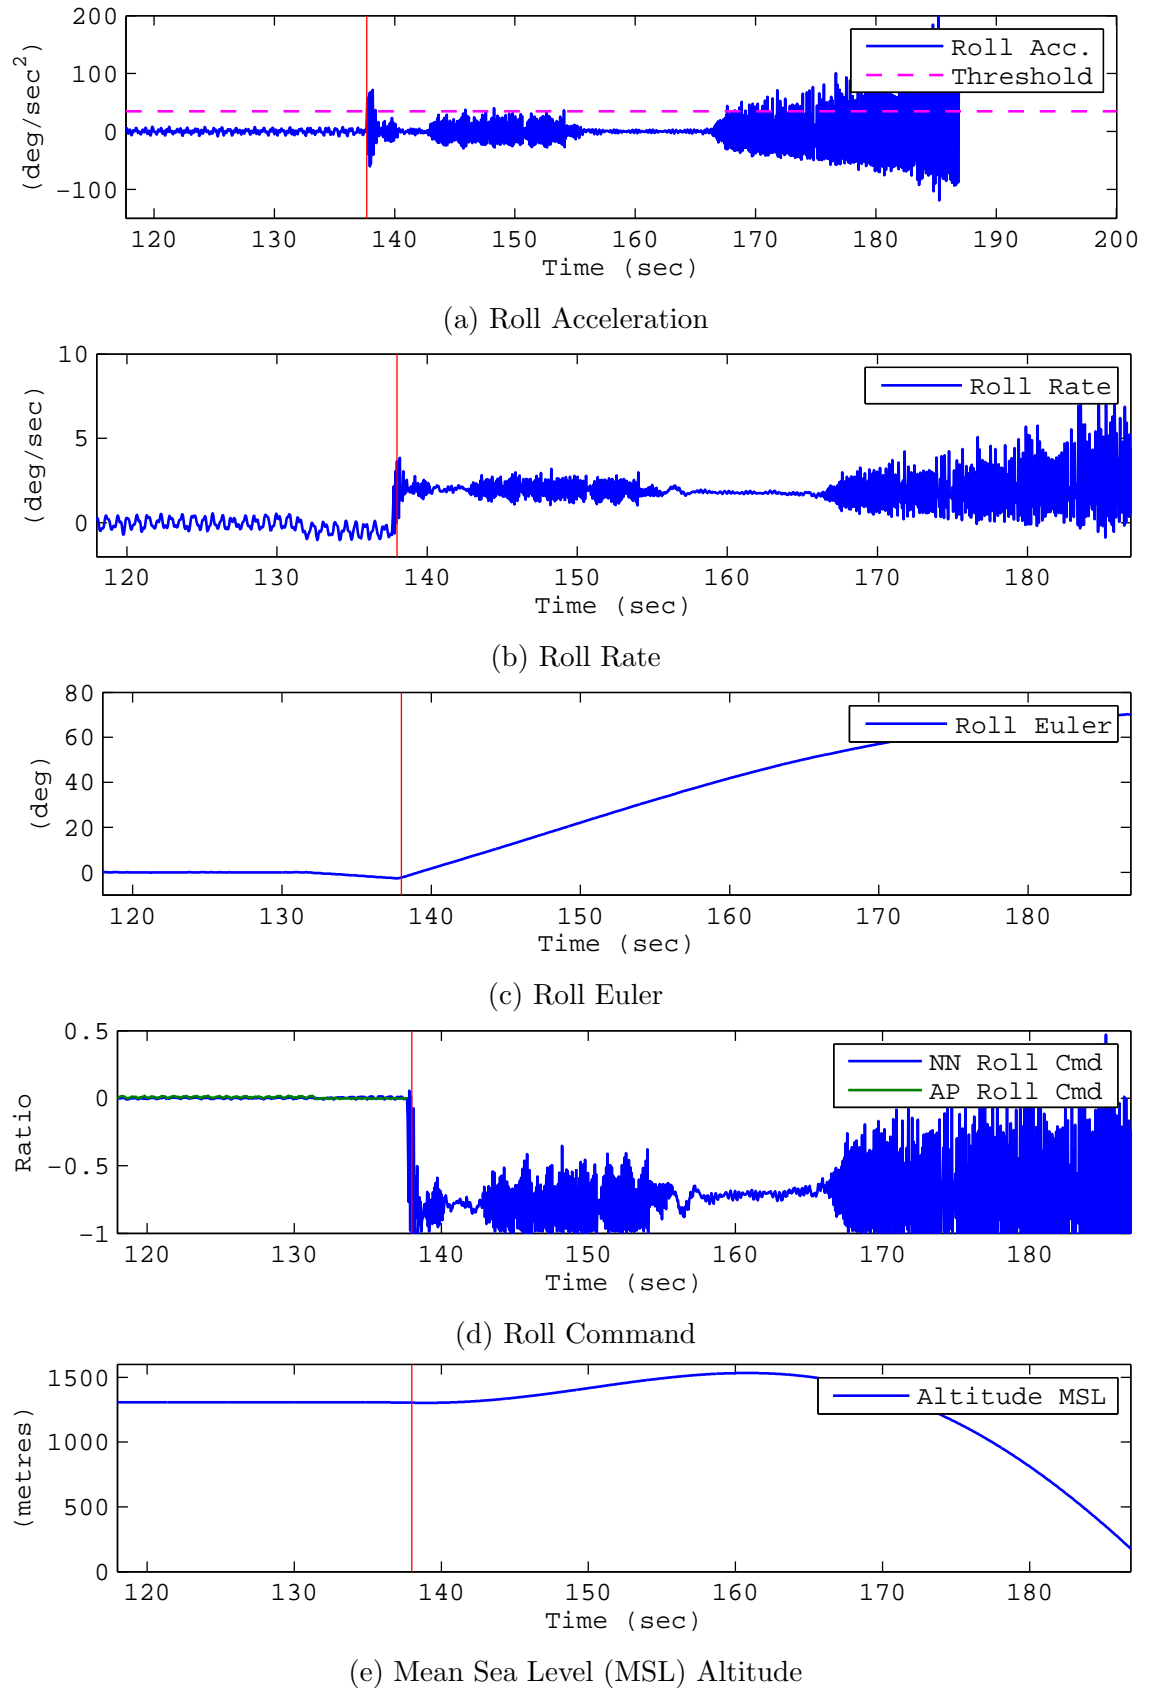 200
100
0
−100
(deg/sec²)
Roll Acc.
Threshold
120 130 140 150 160 170 180 190 200
Time (sec)
(a) Roll Acceleration
10
5
0
(deg/sec)
Roll Rate
120 130 140 150 160 170 180
Time (sec)
(b) Roll Rate
80
60
40
20
0
(deg)
Roll Euler
120 130 140 150 160 170 180
Time (sec)
(c) Roll Euler
0.5
0
−0.5
−1
Ratio
NN Roll Cmd
AP Roll Cmd
120 130 140 150 160 170 180
Time (sec)
(d) Roll Command
1500
1000
500
0
(metres)
Altitude MSL
120 130 140 150 160 170 180
Time (sec)
(e) Mean Sea Level (MSL) Altitude